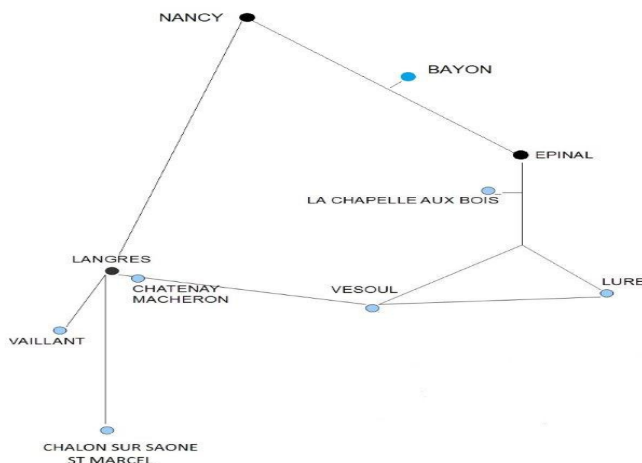 NANCY
BAYON
EPINAL
LA CHAPELLE AUX BOIS
LANGRES
CHATENAY
MACHERON
VESOUL
LURE
VAILLANT
CHALON SUR SAONE
ST MARCEL